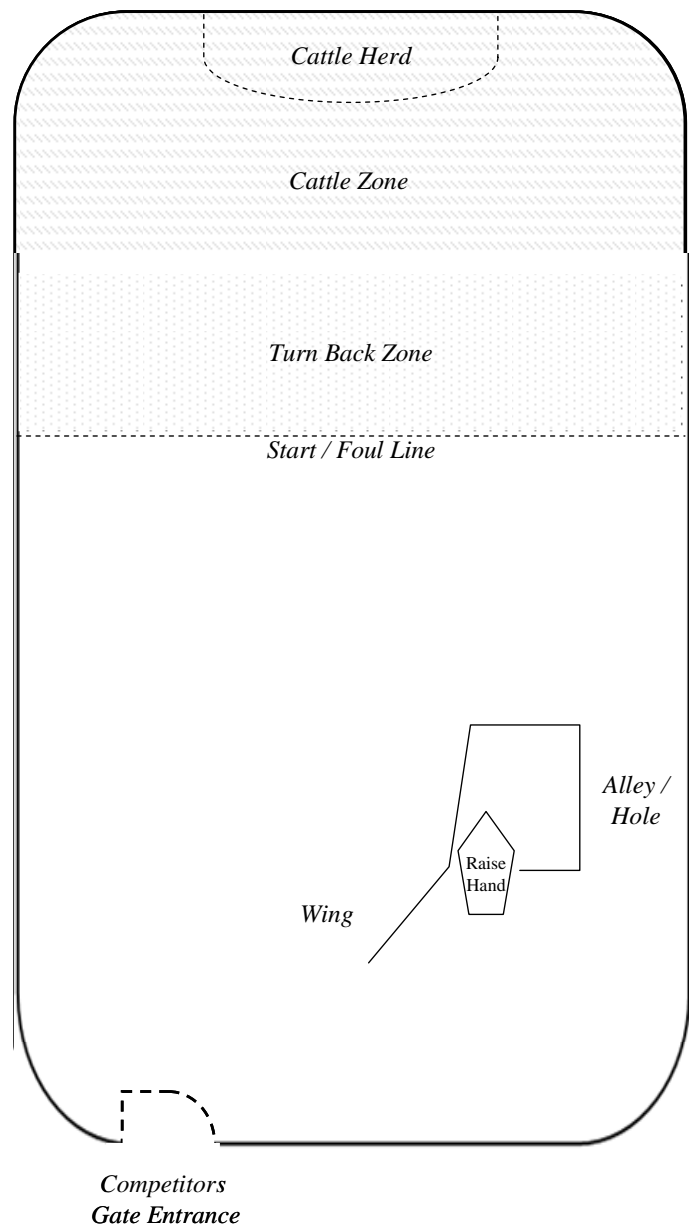 Cattle Herd
Cattle Zone
Turn Back Zone
Start / Foul Line
Alley /
Hole
Raise
Hand
Wing
Competitors
Gate Entrance